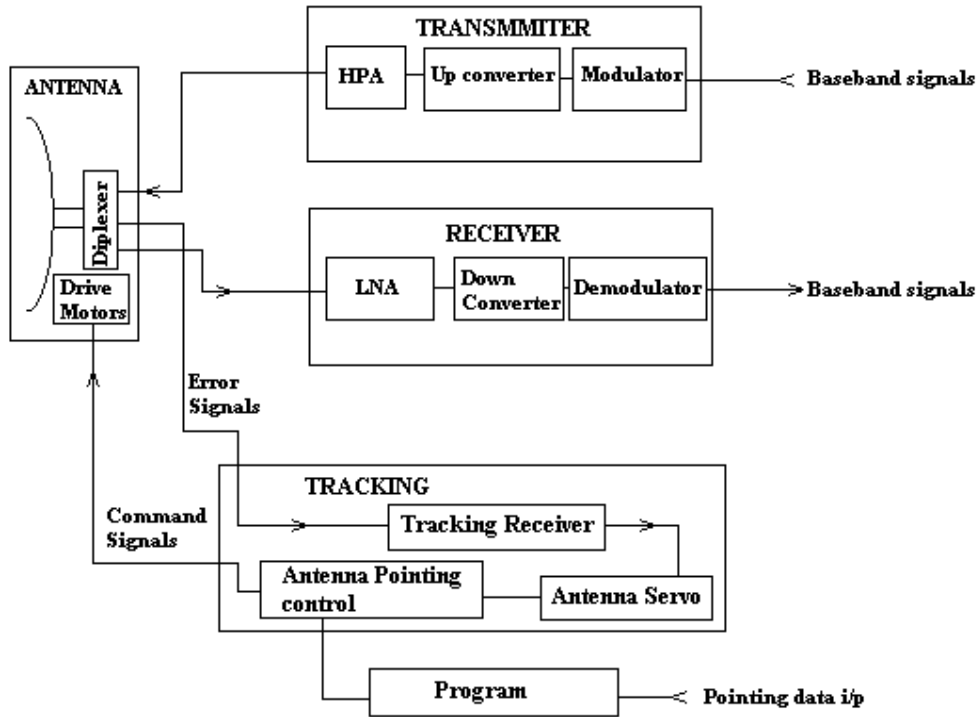 TRANSMMITER
HPA
Up converter
Modulator
Baseband signals
ANTENNA
Diplexer
Drive
Motors
RECEIVER
LNA
Down
Converter
Demodulator
Baseband signals
Error
Signals
TRACKING
Command
Signals
Tracking Receiver
Antenna Pointing
control
Antenna Servo
Program
Pointing data i/p